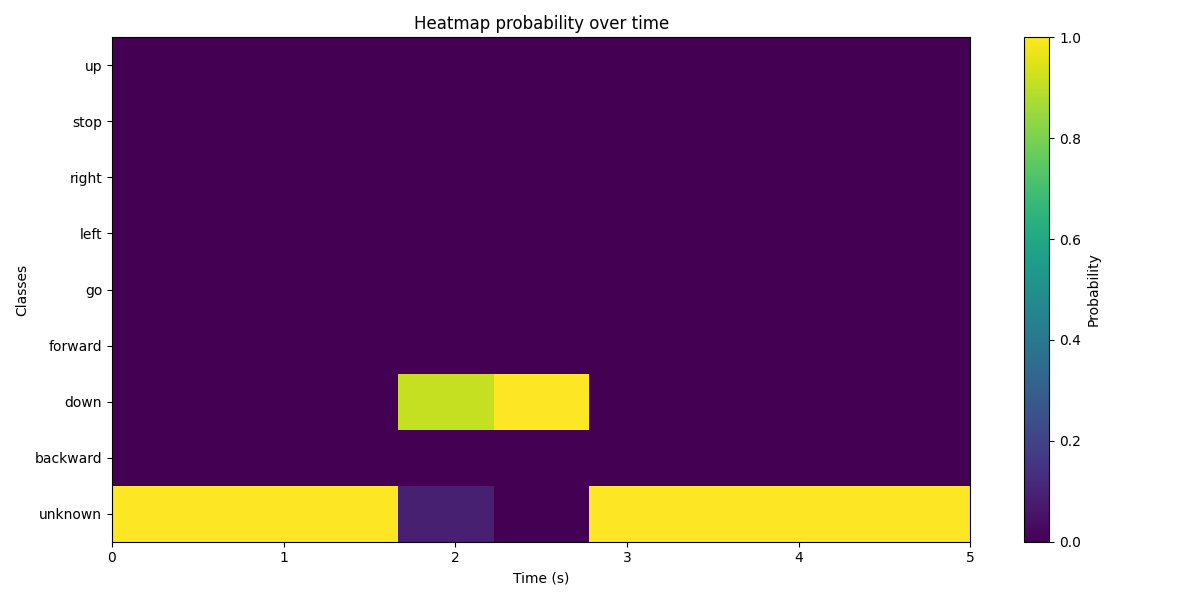 Heatmap probability over time
Classes
up
stop
right
left
go
forward
down
backward
unknown
0 1 2 3 4 5
Time (s)
1.0
0.8
0.6
0.4
0.2
0.0
Probability